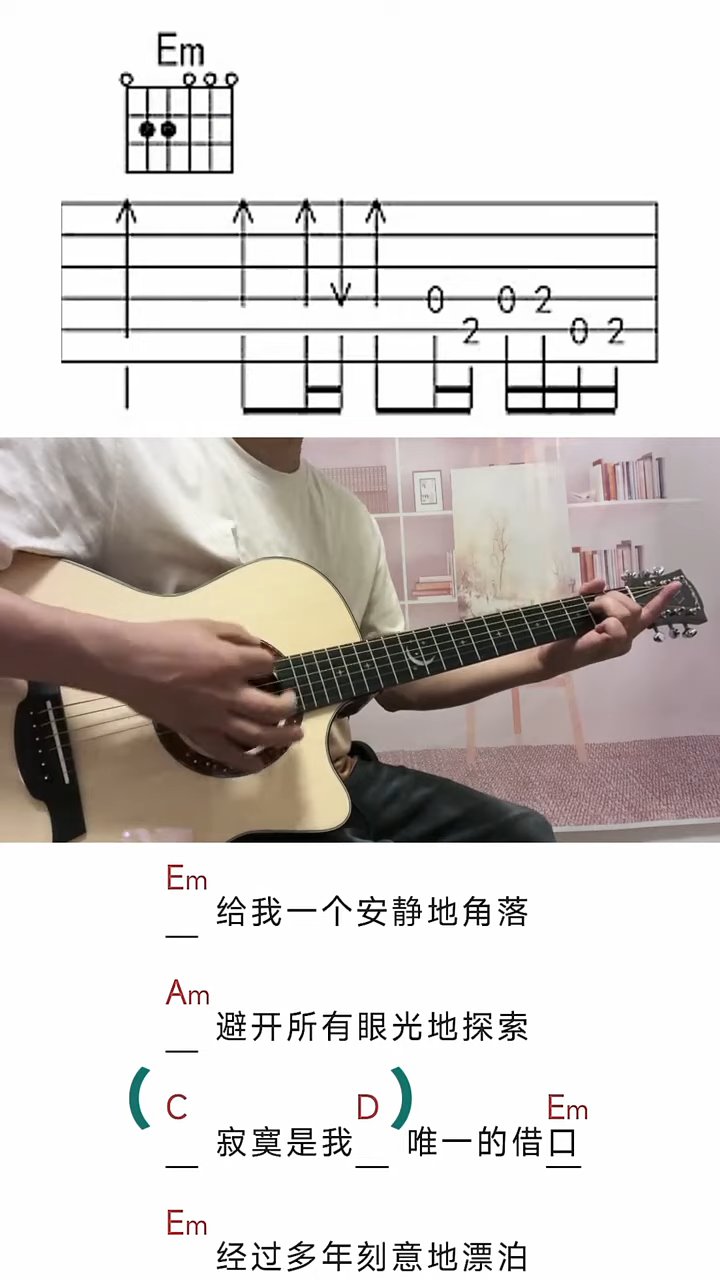 Em
0 0 2
2 0 2
Em
给我一个安静地角落
Am
避开所有眼光地探索
( C D ) Em
寂寞是我 唯一的借口
Em
经过多年刻意地漂泊